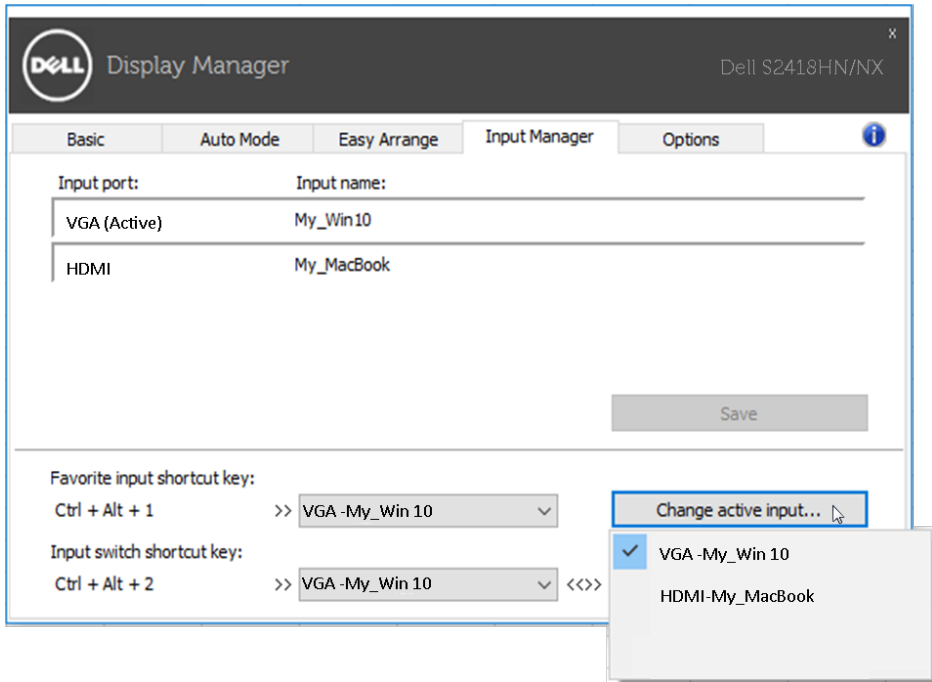 x
DELL Display Manager
Dell S2418HN/NX
Basic Auto Mode Easy Arrange Input Manager Options i
Input port: Input name:
VGA (Active) My_Win10
HDMI My_MacBook
Save
Favorite input shortcut key:
Ctrl + Alt + 1 >> VGA -My_Win 10 Change active input...
Input switch shortcut key:
Ctrl + Alt + 2 >> VGA -My_Win 10 <<>>
VGA -My_Win 10
HDMI-My_MacBook